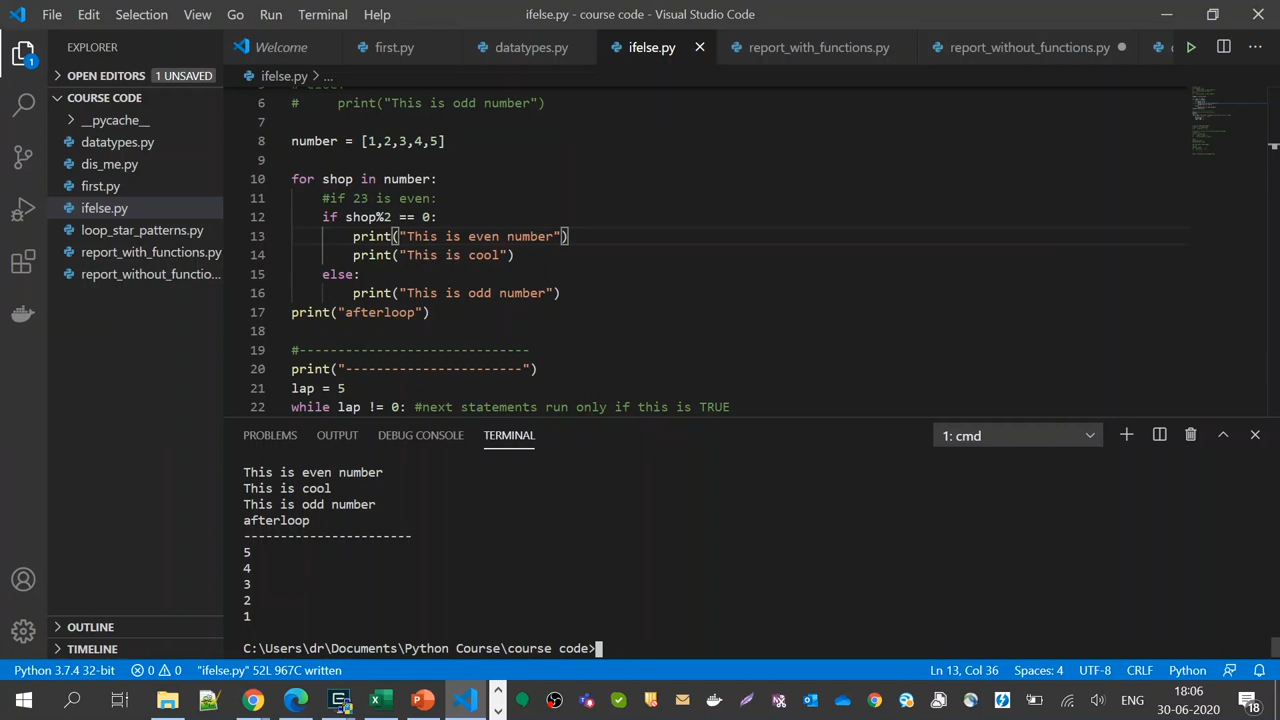 File Edit Selection View Go Run Terminal Help ifelse.py - course code - Visual Studio Code
EXPLORER Welcome first.py datatypes.py ifelse.py report_with_functions.py report_without_functions.py
OPEN EDITORS 1 UNSAVED ifelse.py > ...
COURSE CODE
__pycache__
datatypes.py
dis_me.py
first.py
ifelse.py
loop_star_patterns.py
report_with_functions.py
report_without_functio...
OUTLINE
TIMELINE
1
6 #     print("This is odd number")
7
8 number = [1,2,3,4,5]
9
10 for shop in number:
11     #if 23 is even:
12     if shop%2 == 0:
13         print("This is even number")
14         print("This is cool")
15     else:
16         print("This is odd number")
17 print("afterloop")
18
19 #------------------------------
20 print("-----------------------")
21 lap = 5
22 while lap != 0: #next statements run only if this is TRUE
PROBLEMS OUTPUT DEBUG CONSOLE TERMINAL 1: cmd
This is even number
This is cool
This is odd number
afterloop
-----------------------
5
4
3
2
1
C:\Users\dr\Documents\Python Course\course code>
Python 3.7.4 32-bit 0 0 "ifelse.py" 52L 967C written Ln 13, Col 36 Spaces: 4 UTF-8 CRLF Python
ENG 18:06
30-06-2020 18